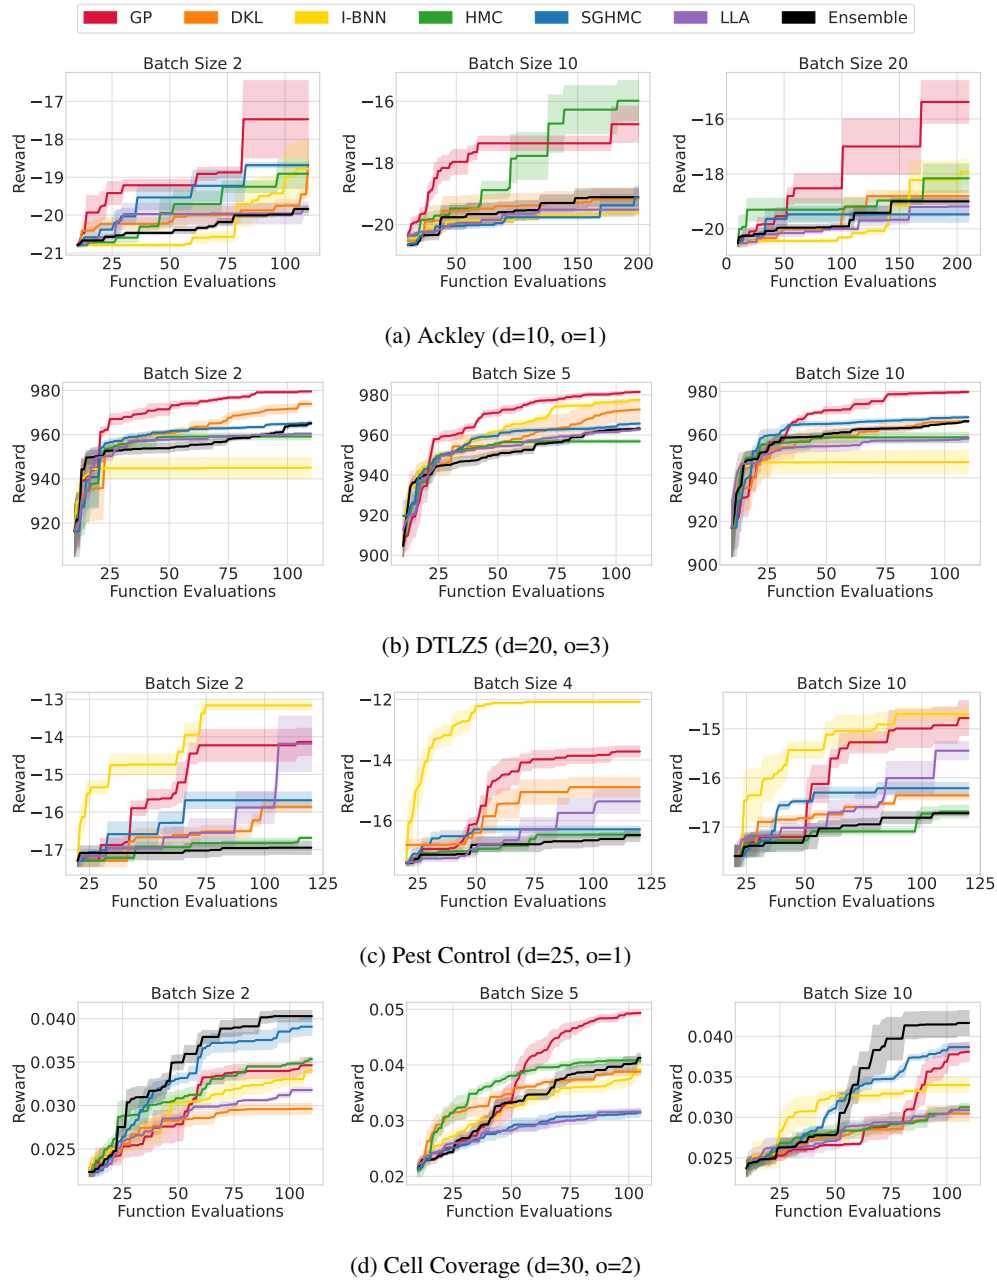 GP DKL I-BNN HMC SGHMC LLA Ensemble
Batch Size 2 Batch Size 10 Batch Size 20
Reward Reward Reward
−17 −18 −19 −20 −21
−16 −18 −20
−16 −18 −20
25 50 75 100
50 100 150 200
0 50 100 150 200
Function Evaluations Function Evaluations Function Evaluations
(a) Ackley (d=10, o=1)
Batch Size 2 Batch Size 5 Batch Size 10
Reward Reward Reward
980 960 940 920
980 960 940 920 900
980 960 940 920 900
25 50 75 100
25 50 75 100
25 50 75 100
Function Evaluations Function Evaluations Function Evaluations
(b) DTLZ5 (d=20, o=3)
Batch Size 2 Batch Size 4 Batch Size 10
Reward Reward Reward
−13 −14 −15 −16 −17
−12 −14 −16
−15 −16 −17
25 50 75 100 125
25 50 75 100 125
25 50 75 100 125
Function Evaluations Function Evaluations Function Evaluations
(c) Pest Control (d=25, o=1)
Batch Size 2 Batch Size 5 Batch Size 10
Reward Reward Reward
0.040 0.035 0.030 0.025
0.05 0.04 0.03 0.02
0.040 0.035 0.030 0.025
25 50 75 100
25 50 75 100
25 50 75 100
Function Evaluations Function Evaluations Function Evaluations
(d) Cell Coverage (d=30, o=2)